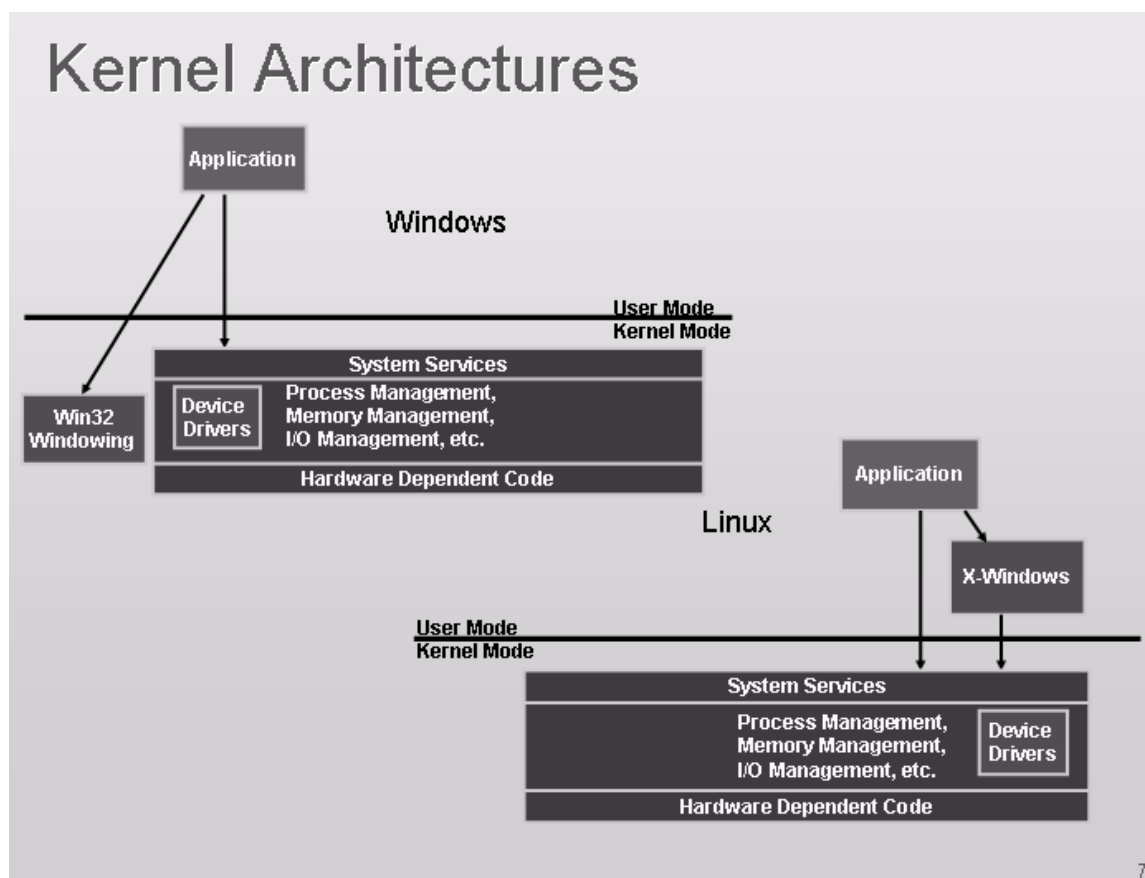 Kernel Architectures
Application
Windows
User Mode
Kernel Mode
System Services
Win32
Windowing
Device
Drivers
Process Management,
Memory Management,
I/O Management, etc.
Hardware Dependent Code
Linux
Application
X-Windows
User Mode
Kernel Mode
System Services
Process Management,
Memory Management,
I/O Management, etc.
Device
Drivers
Hardware Dependent Code
7